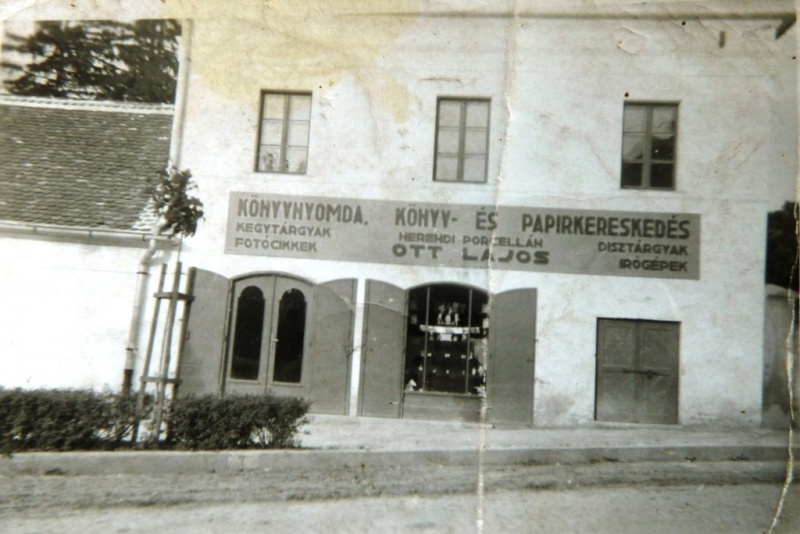 KÖNYVNYOMDA, KÖNYV- ÉS PAPIRKERESKEDÉS
KEGYTÁRGYAK HERENDI PORCELLÁN DISZTÁRGYAK
FOTÓCIKKEK OTT LAJOS IRÓGÉPEK